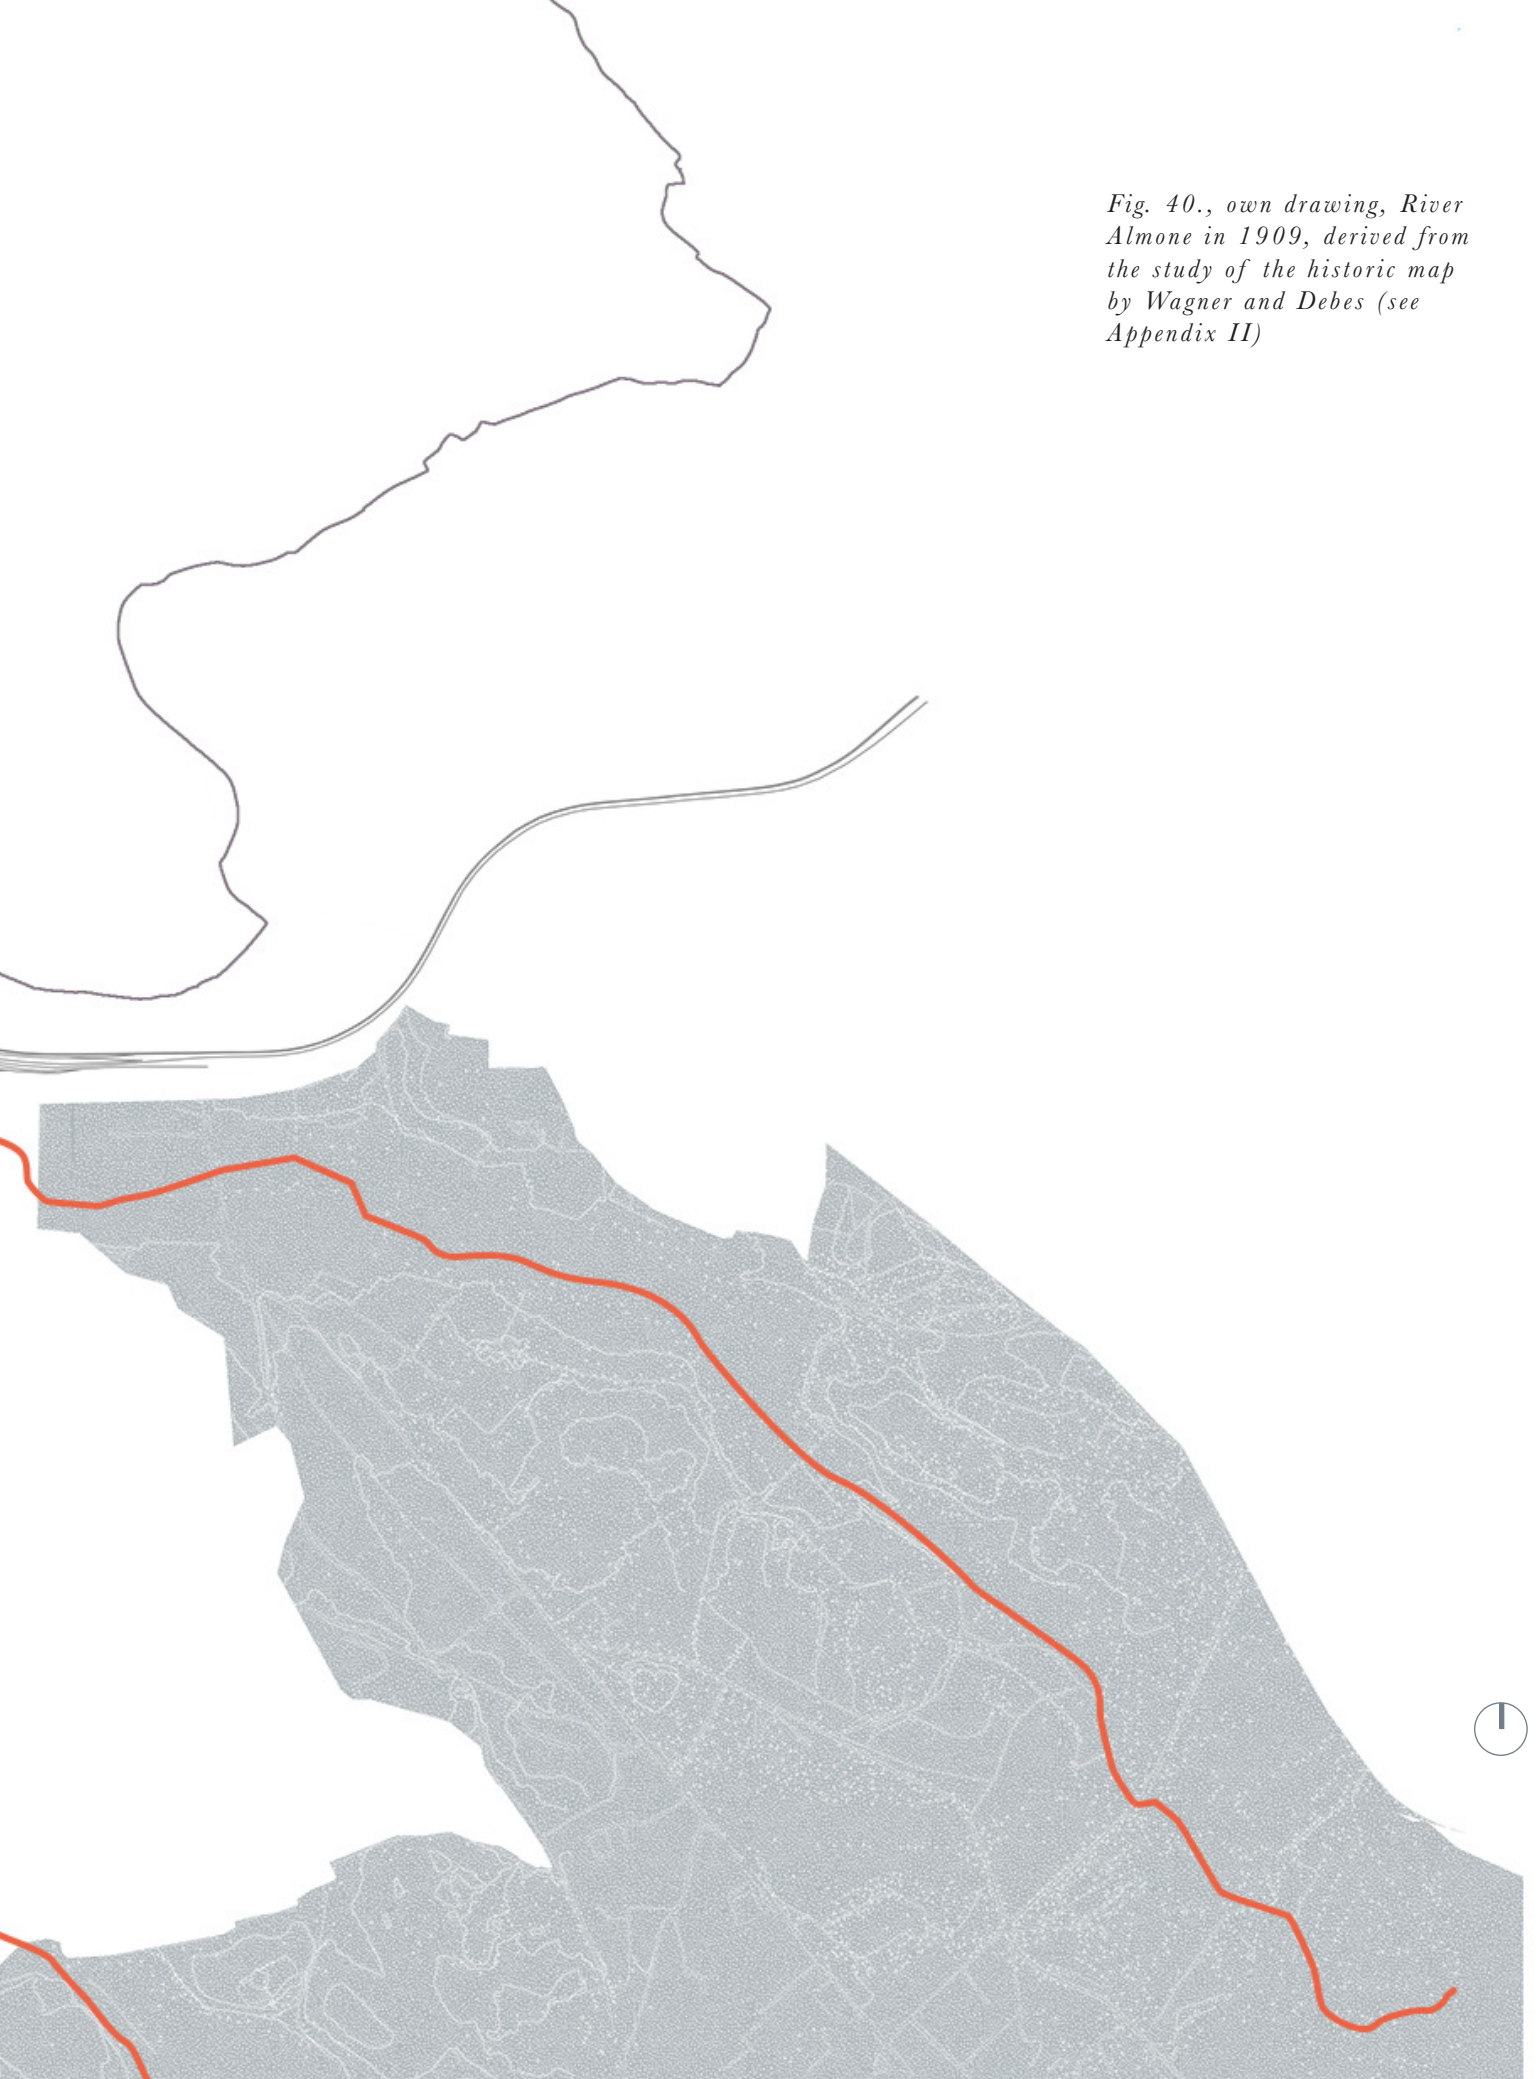 Fig. 40., own drawing, River
Almone in 1909, derived from
the study of the historic map
by Wagner and Debes (see
Appendix II)